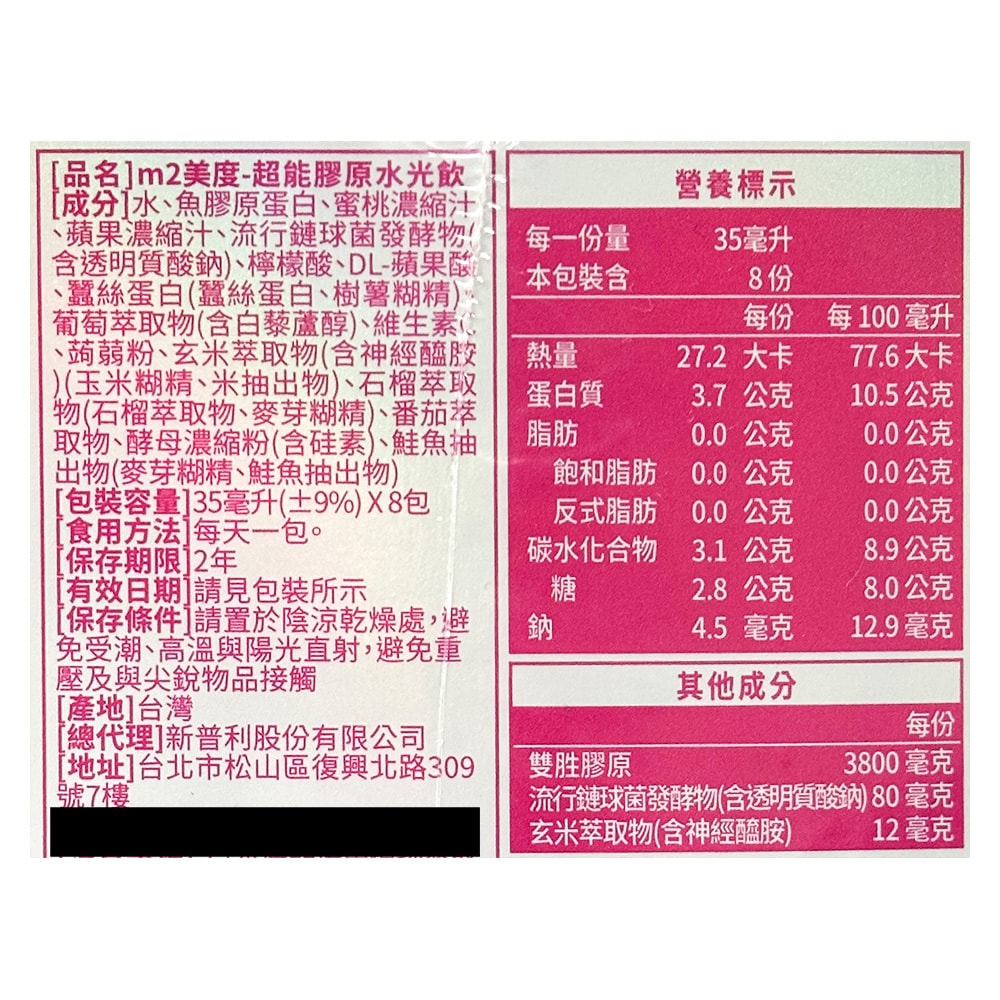 [品名]m2美度-超能膠原水光飲
[成分]水、魚膠原蛋白、蜜桃濃縮汁
、蘋果濃縮汁、流行鏈球菌發酵物(
含透明質酸鈉)、檸檬酸、DL-蘋果酸
、蠶絲蛋白(蠶絲蛋白、樹薯糊精)、
葡萄萃取物(含白藜蘆醇)、維生素C
、蒟蒻粉、玄米萃取物(含神經醯胺
)(玉米糊精、米抽出物)、石榴萃取
物(石榴萃取物、麥芽糊精)、番茄萃
取物、酵母濃縮粉(含硅素)、鮭魚抽
出物(麥芽糊精、鮭魚抽出物)
[包裝容量]35毫升(±9%)X8包
[食用方法]每天一包。
[保存期限]2年
[有效日期]請見包裝所示
[保存條件]請置於陰涼乾燥處,避
免受潮、高溫與陽光直射,避免重
壓及與尖銳物品接觸
[產地]台灣
[總代理]新普利股份有限公司
[地址]台北市松山區復興北路309
號7樓
營養標示
每一份量 35毫升
本包裝含 8份
每份 每100毫升
熱量 27.2 大卡 77.6大卡
蛋白質 3.7 公克 10.5公克
脂肪 0.0 公克 0.0公克
飽和脂肪 0.0 公克 0.0公克
反式脂肪 0.0 公克 0.0公克
碳水化合物 3.1 公克 8.9公克
糖 2.8 公克 8.0公克
鈉 4.5 毫克 12.9毫克
其他成分
每份
雙胜膠原 3800毫克
流行鏈球菌發酵物(含透明質酸鈉) 80毫克
玄米萃取物(含神經醯胺) 12毫克